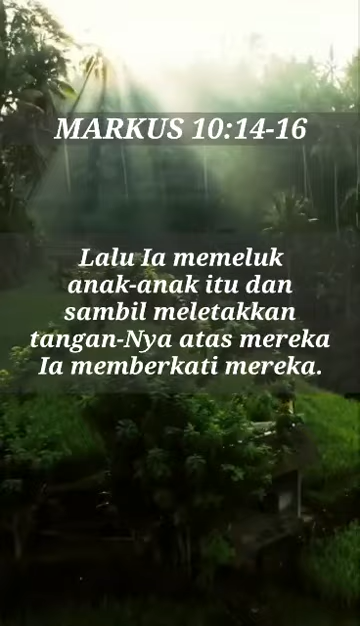 MARKUS 10:14-16
Lalu Ia memeluk
anak-anak itu dan
sambil meletakkan
tangan-Nya atas mereka
Ia memberkati mereka.